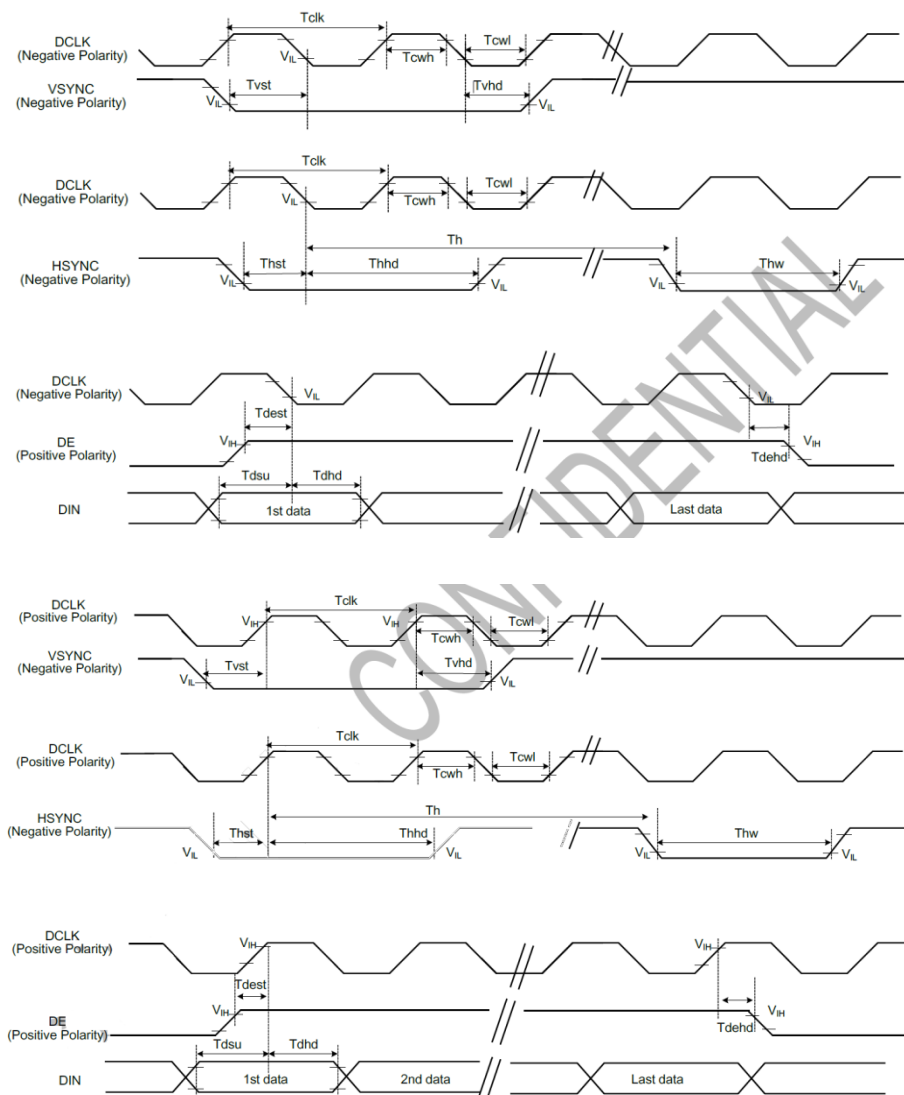 Tclk
DCLK
(Negative Polarity)
VIL
Tcwh
Tcwl
VSYNC
(Negative Polarity)
VIL
Tvst
Tvhd
VIL
Tclk
DCLK
(Negative Polarity)
VIL
Tcwh
Tcwl
Th
HSYNC
(Negative Polarity)
VIL
Thst
Thhd
VIL
VIL
Thw
VIL
DCLK
(Negative Polarity)
VIL
VIL
Tdest
DE
(Positive Polarity)
VIH
VIH
Tdehd
Tdsu
Tdhd
DIN
1st data
Last data
CONFIDENTIAL
DCLK
(Positive Polarity)
VIH
Tclk
VIH
Tcwh
Tcwl
VSYNC
(Negative Polarity)
VIL
Tvst
Tvhd
VIL
DCLK
(Positive Polarity)
Tclk
Tcwh
Tcwl
Th
HSYNC
(Negative Polarity)
VIL
Thst
Thhd
VIL
VIL
Thw
VIL
DCLK
(Positive Polarity)
VIH
VIH
Tdest
DE
(Positive Polarity)
VIH
VIH
Tdehd
Tdsu
Tdhd
DIN
1st data
2nd data
Last data